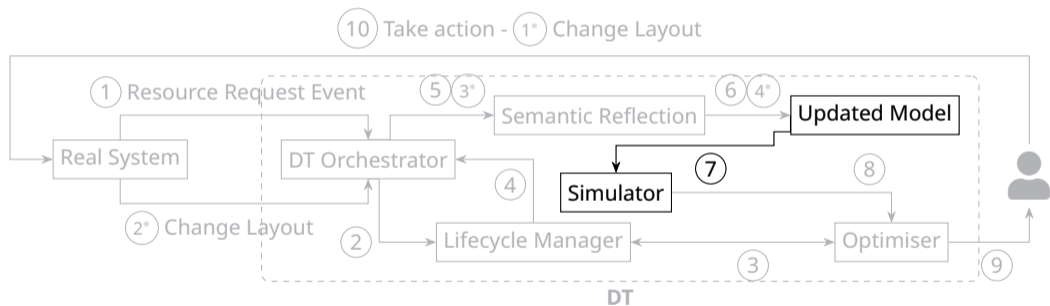 10 Take action - 1* Change Layout
1 Resource Request Event
5 3* 6 4*
Semantic Reflection
Updated Model
Real System
DT Orchestrator
7
8
4
Simulator
2* Change Layout
2
Lifecycle Manager
Optimiser
3
9
DT